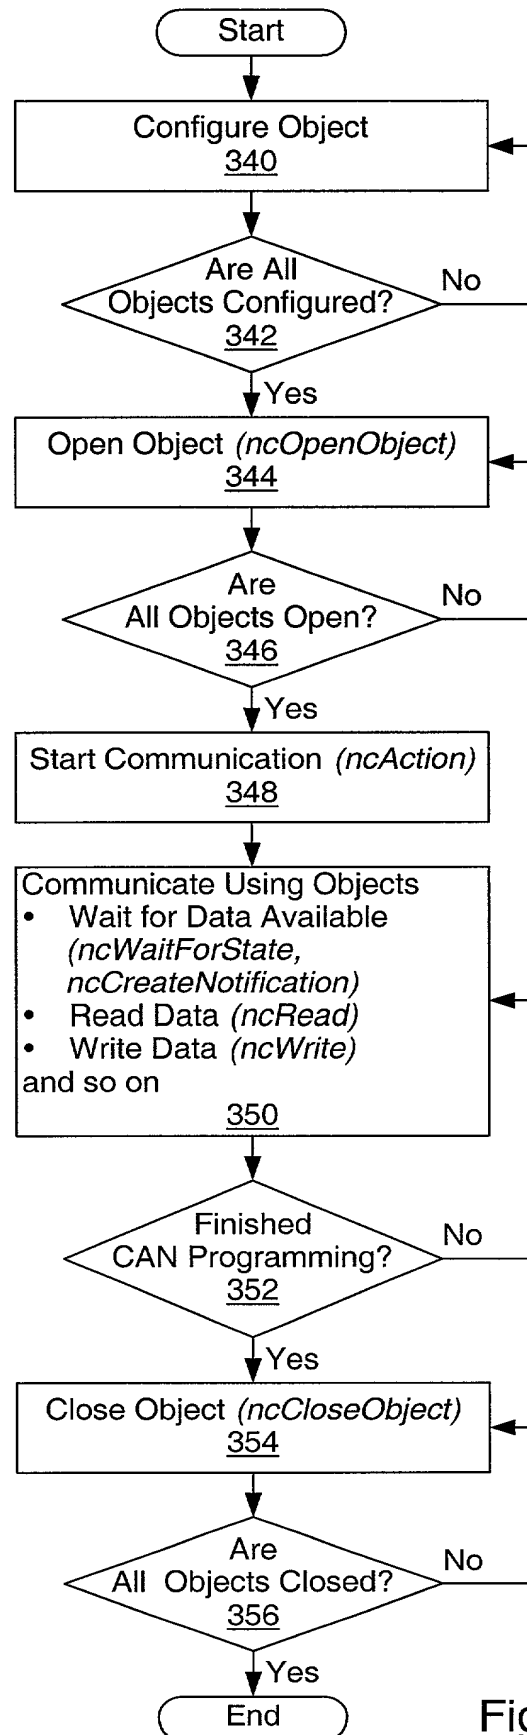 Start
Configure Object
340
Are All
Objects Configured?
342
No
Yes
Open Object (ncOpenObject)
344
Are
All Objects Open?
346
No
Yes
Start Communication (ncAction)
348
Communicate Using Objects
• Wait for Data Available
(ncWaitForState,
ncCreateNotification)
• Read Data (ncRead)
• Write Data (ncWrite)
and so on
350
Finished
CAN Programming?
352
No
Yes
Close Object (ncCloseObject)
354
Are
All Objects Closed?
356
No
Yes
End
Fig